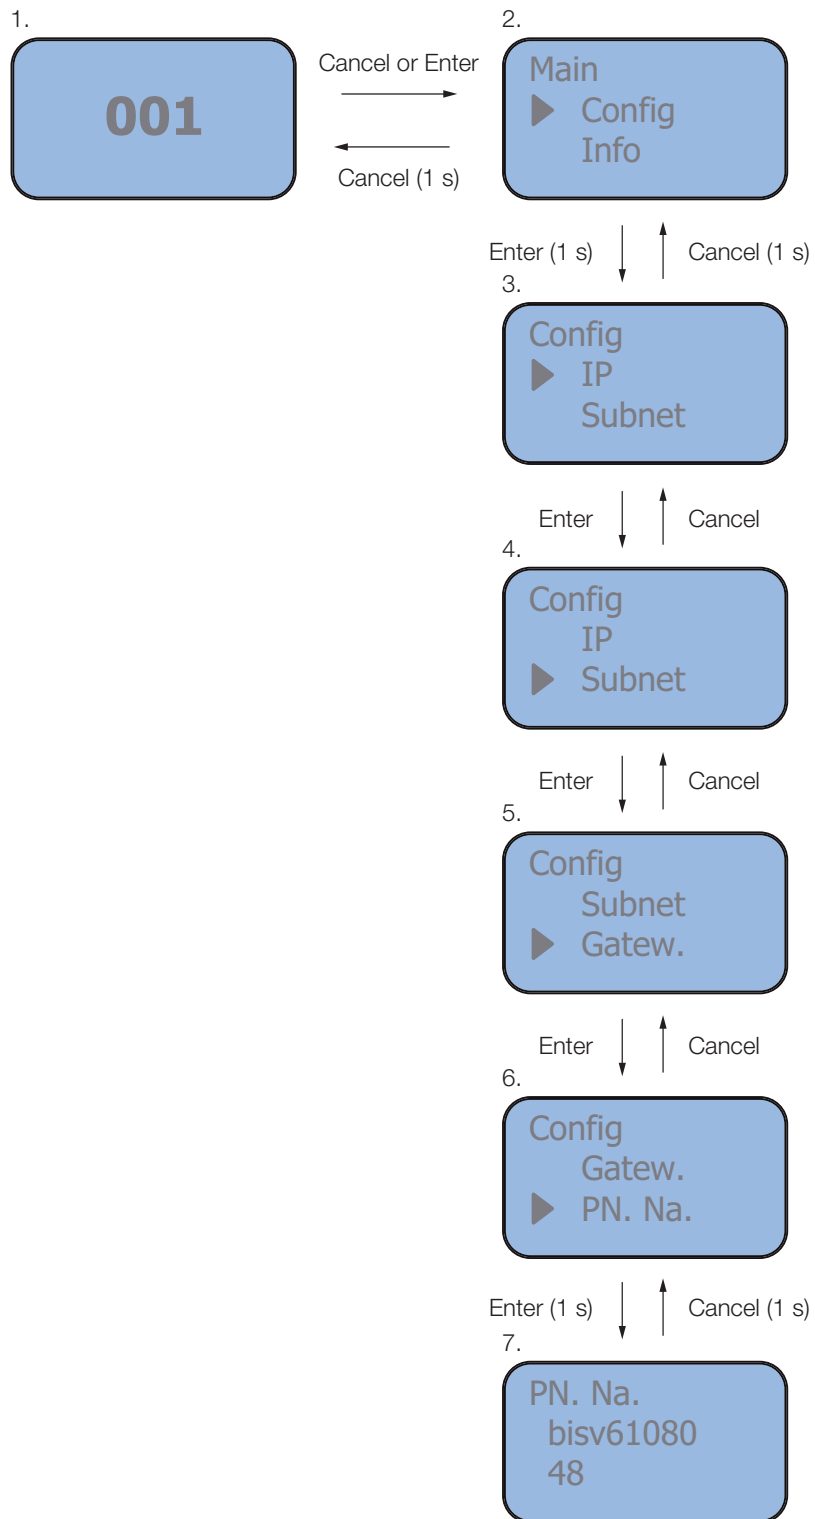 1.
001
Cancel or Enter
Cancel (1 s)
2.
Main
Config
Info
Enter (1 s)
Cancel (1 s)
3.
Config
IP
Subnet
Enter
Cancel
4.
Config
IP
Subnet
Enter
Cancel
5.
Config
Subnet
Gatew.
Enter
Cancel
6.
Config
Gatew.
PN. Na.
Enter (1 s)
Cancel (1 s)
7.
PN. Na.
bisv61080
48